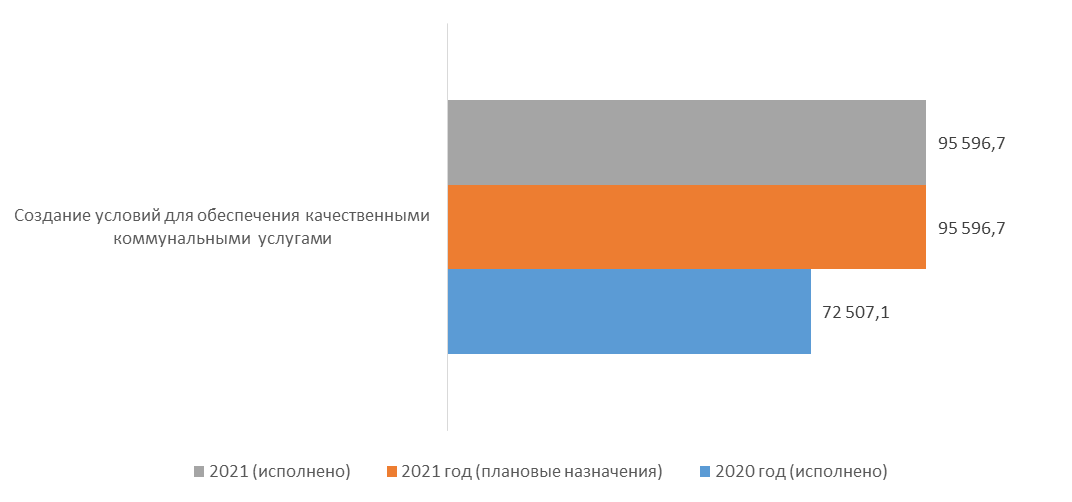 95 596,7
Создание условий для обеспечения качественными
коммунальными услугами
95 596,7
72 507,1
2021 (исполнено)
2021 год (плановые назначения)
2020 год (исполнено)